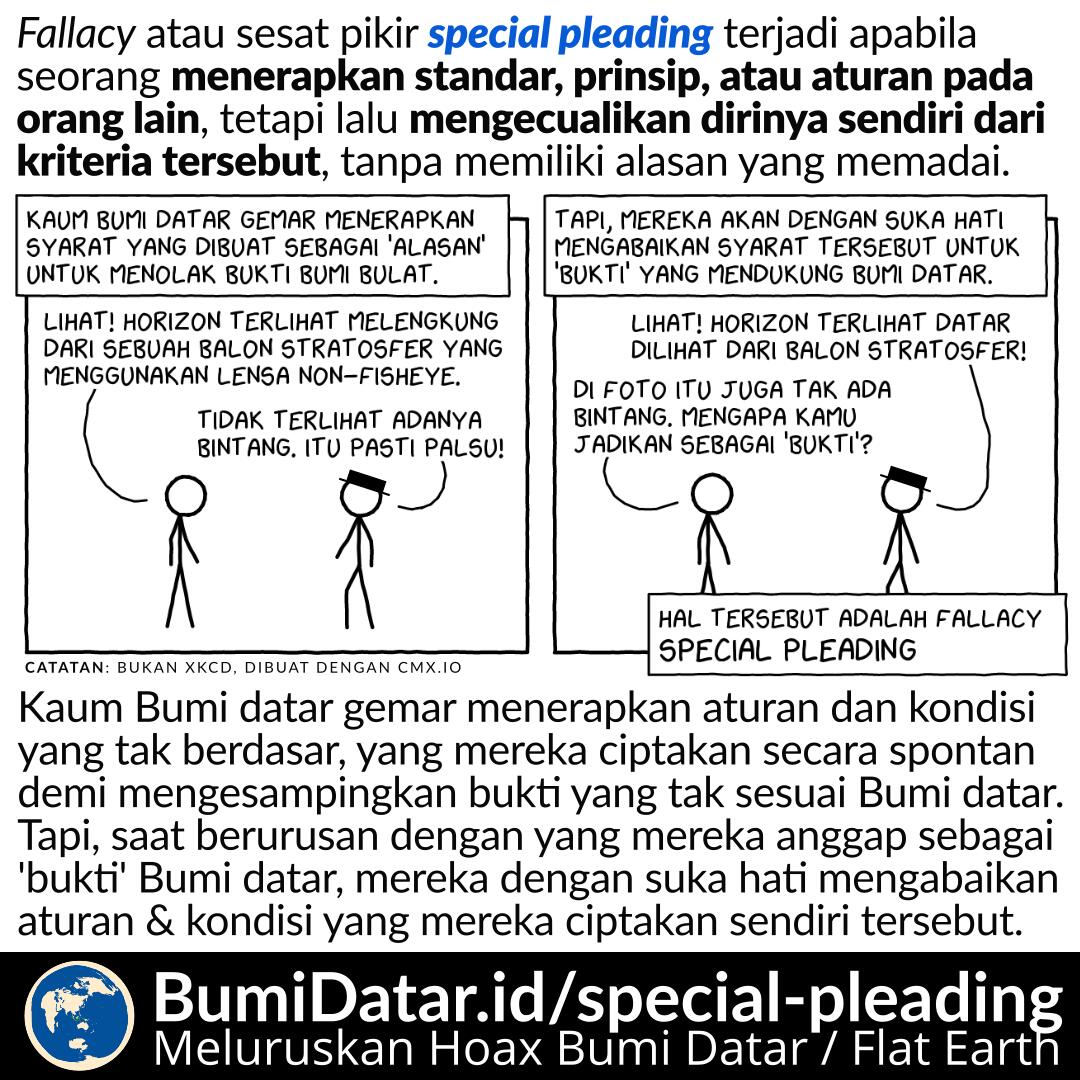 Fallacy atau sesat pikir special pleading terjadi apabila
seorang menerapkan standar, prinsip, atau aturan pada
orang lain, tetapi lalu mengecualikan dirinya sendiri dari
kriteria tersebut, tanpa memiliki alasan yang memadai.
KAUM BUMI DATAR GEMAR MENERAPKAN
SYARAT YANG DIBUAT SEBAGAI 'ALASAN'
UNTUK MENOLAK BUKTI BUMI BULAT.
LIHAT! HORIZON TERLIHAT MELENGKUNG
DARI SEBUAH BALON STRATOSFER YANG
MENGGUNAKAN LENSA NON-FISHEYE.
TIDAK TERLIHAT ADANYA
BINTANG. ITU PASTI PALSU!
TAPI, MEREKA AKAN DENGAN SUKA HATI
MENGABAIKAN SYARAT TERSEBUT UNTUK
'BUKTI' YANG MENDUKUNG BUMI DATAR.
LIHAT! HORIZON TERLIHAT DATAR
DILIHAT DARI BALON STRATOSFER!
DI FOTO ITU JUGA TAK ADA
BINTANG. MENGAPA KAMU
JADIKAN SEBAGAI 'BUKTI'?
HAL TERSEBUT ADALAH FALLACY
SPECIAL PLEADING
CATATAN: BUKAN XKCD, DIBUAT DENGAN CMX.IO
Kaum Bumi datar gemar menerapkan aturan dan kondisi
yang tak berdasar, yang mereka ciptakan secara spontan
demi mengesampingkan bukti yang tak sesuai Bumi datar.
Tapi, saat berurusan dengan yang mereka anggap sebagai
'bukti' Bumi datar, mereka dengan suka hati mengabaikan
aturan & kondisi yang mereka ciptakan sendiri tersebut.
BumiDatar.id/special-pleading
Meluruskan Hoax Bumi Datar / Flat Earth